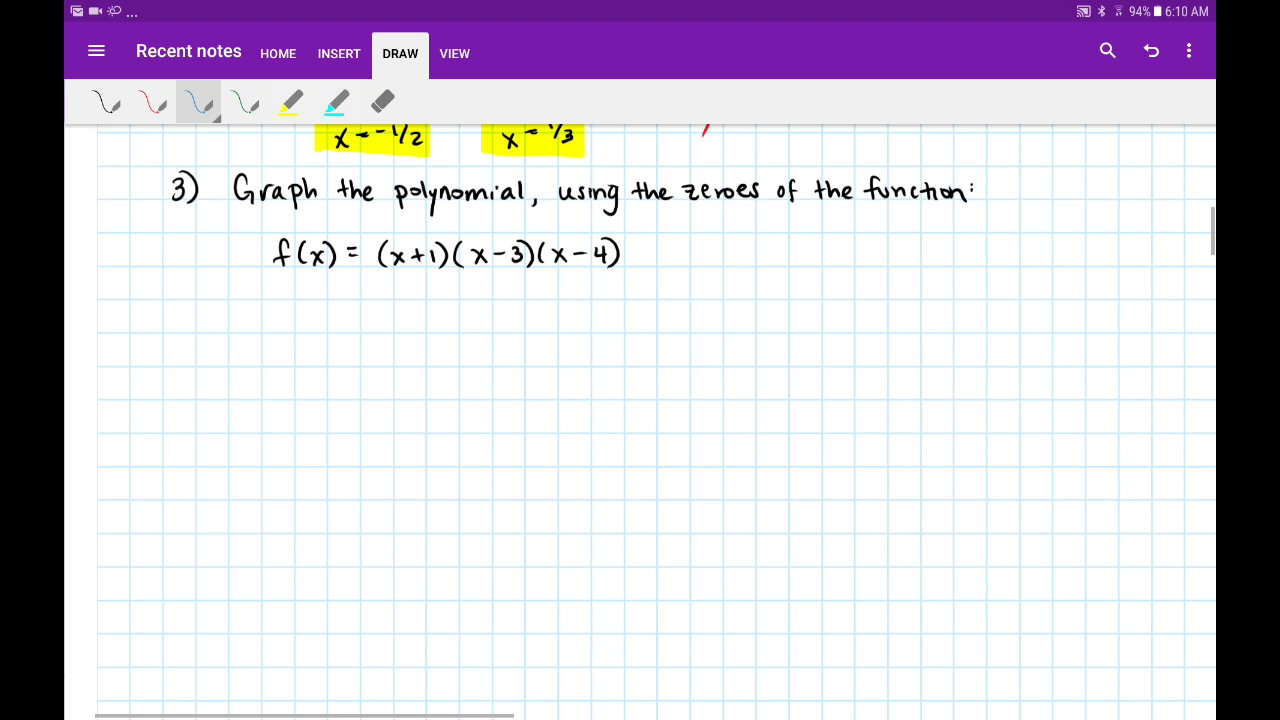 ... 94% 6:10 AM
Recent notes HOME INSERT DRAW VIEW
x = -1/2 x = 1/3
3) Graph the polynomial, using the zeroes of the function:
f(x) = (x+1)(x-3)(x-4)